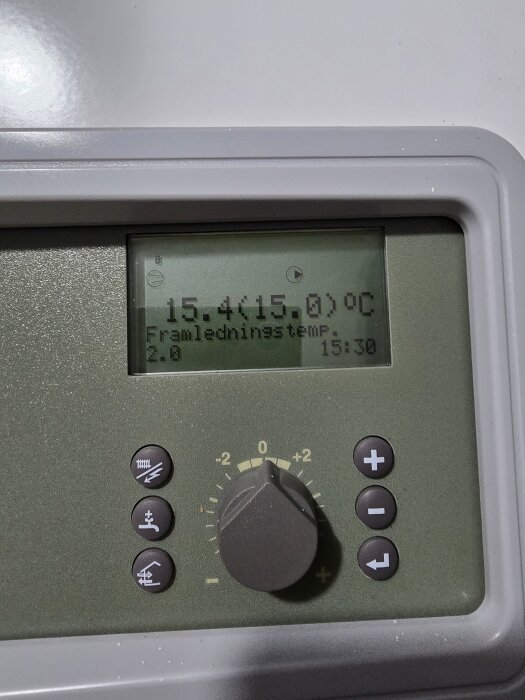 B
15.4(15.0)°C
Framledningstemp.
2.0 15:30
-2 0 +2
+
-
- +